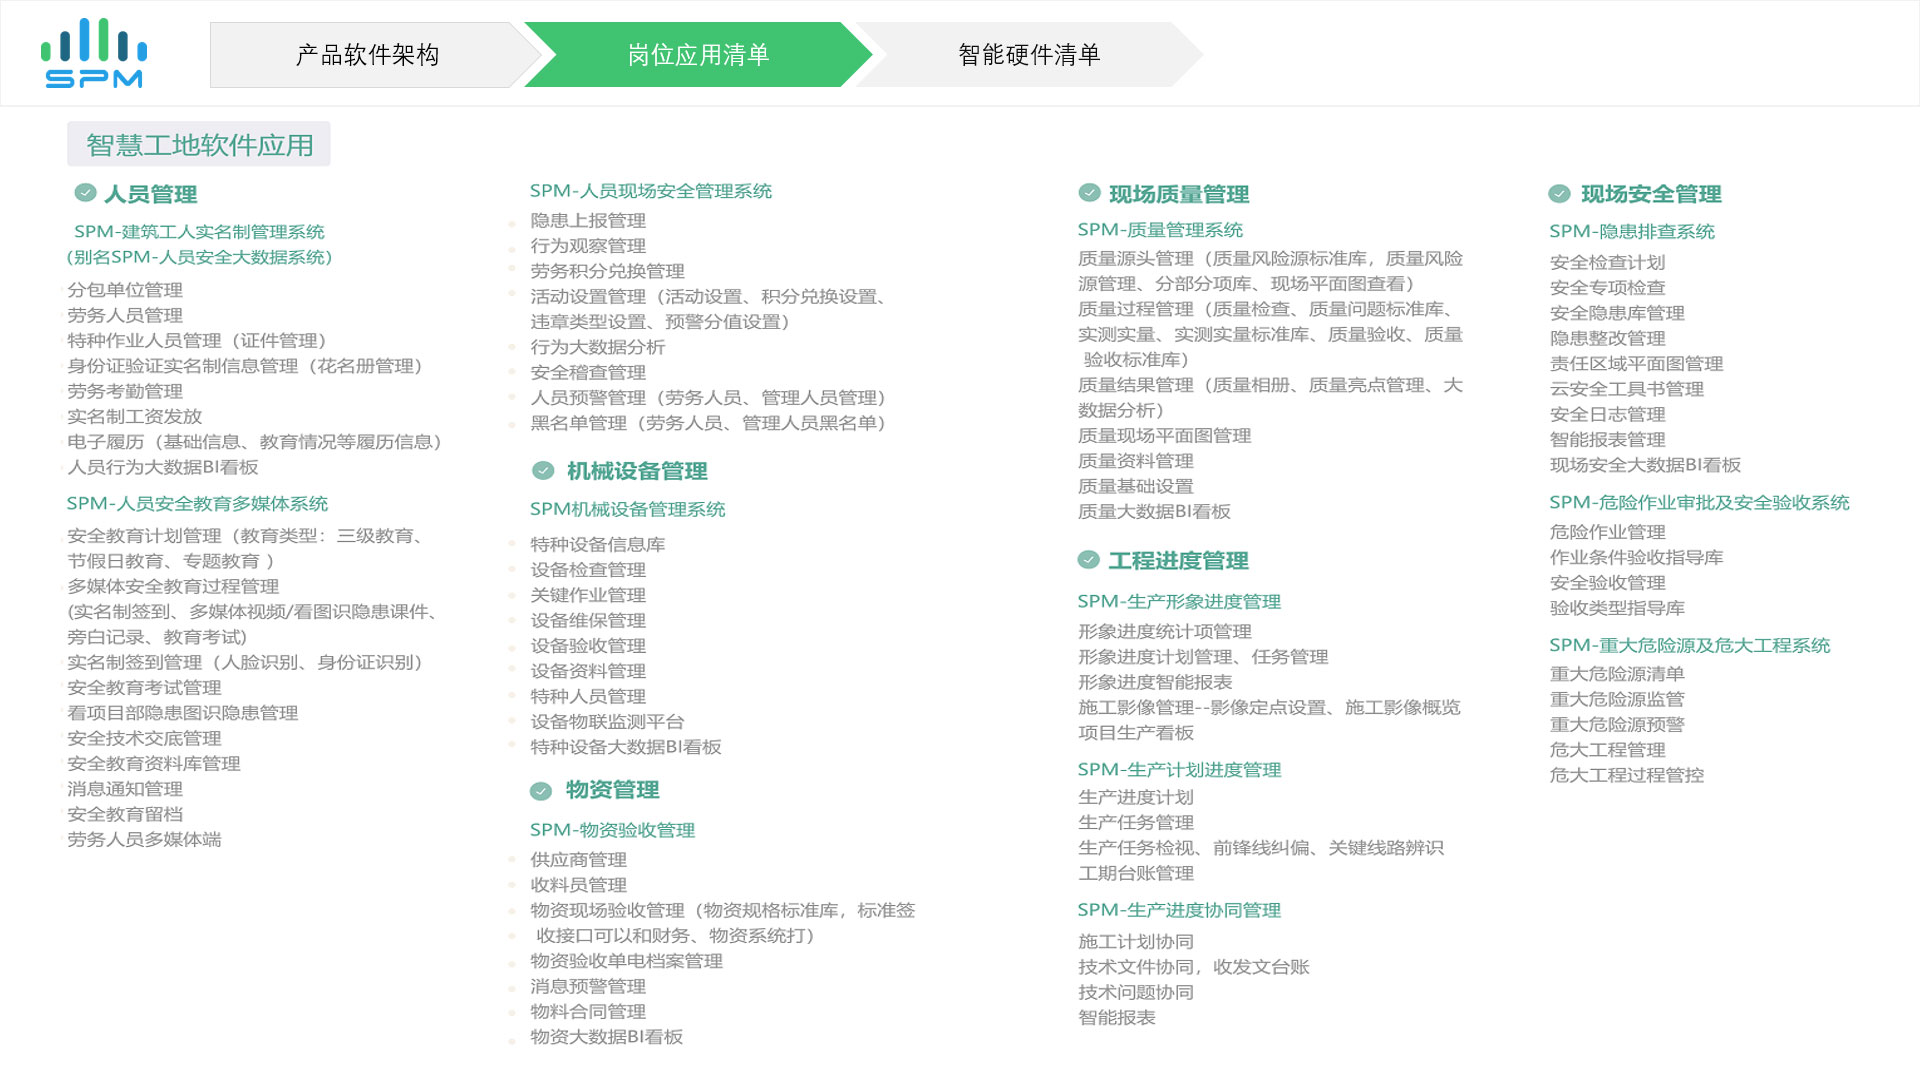 SPM
产品软件架构
岗位应用清单
智能硬件清单
智慧工地软件应用
人员管理
SPM-建筑工人实名制管理系统
(别名SPM-人员安全大数据系统)
分包单位管理
劳务人员管理
特种作业人员管理（证件管理）
身份证验证实名制信息管理（花名册管理）
劳务考勤管理
实名制工资发放
电子履历（基础信息、教育情况等履历信息）
人员行为大数据BI看板
SPM-人员安全教育多媒体系统
安全教育计划管理（教育类型：三级教育、
节假日教育、专题教育 ）
多媒体安全教育过程管理
(实名制签到、多媒体视频/看图识隐患课件、
旁白记录、教育考试)
实名制签到管理（人脸识别、身份证识别）
安全教育考试管理
看项目部隐患图识隐患管理
安全技术交底管理
安全教育资料库管理
消息通知管理
安全教育留档
劳务人员多媒体端
SPM-人员现场安全管理系统
隐患上报管理
行为观察管理
劳务积分兑换管理
活动设置管理（活动设置、积分兑换设置、
违章类型设置、预警分值设置）
行为大数据分析
安全稽查管理
人员预警管理（劳务人员、管理人员管理）
黑名单管理（劳务人员、管理人员黑名单）
机械设备管理
SPM机械设备管理系统
特种设备信息库
设备检查管理
关键作业管理
设备维保管理
设备验收管理
设备资料管理
特种人员管理
设备物联监测平台
特种设备大数据BI看板
物资管理
SPM-物资验收管理
供应商管理
收料员管理
物资现场验收管理（物资规格标准库，标准签
收接口可以和财务、物资系统打）
物资验收单电档案管理
消息预警管理
物料合同管理
物资大数据BI看板
现场质量管理
SPM-质量管理系统
质量源头管理（质量风险源标准库，质量风险
源管理、分部分项库、现场平面图查看）
质量过程管理（质量检查、质量问题标准库、
实测实量、实测实量标准库、质量验收、质量
验收标准库）
质量结果管理（质量相册、质量亮点管理、大
数据分析）
质量现场平面图管理
质量资料管理
质量基础设置
质量大数据BI看板
工程进度管理
SPM-生产形象进度管理
形象进度统计项管理
形象进度计划管理、任务管理
形象进度智能报表
施工影像管理--影像定点设置、施工影像概览
项目生产看板
SPM-生产计划进度管理
生产进度计划
生产任务管理
生产任务检视、前锋线纠偏、关键线路辨识
工期台账管理
SPM-生产进度协同管理
施工计划协同
技术文件协同，收发文台账
技术问题协同
智能报表
现场安全管理
SPM-隐患排查系统
安全检查计划
安全专项检查
安全隐患库管理
隐患整改管理
责任区域平面图管理
云安全工具书管理
安全日志管理
智能报表管理
现场安全大数据BI看板
SPM-危险作业审批及安全验收系统
危险作业管理
作业条件验收指导库
安全验收管理
验收类型指导库
SPM-重大危险源及危大工程系统
重大危险源清单
重大危险源监管
重大危险源预警
危大工程管理
危大工程过程管控